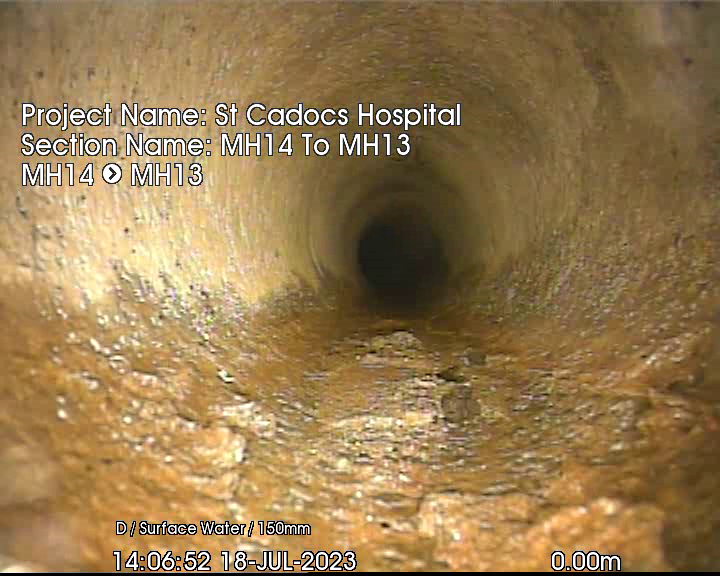 Project Name: St Cadocs Hospital
Section Name: MH14 To MH13
MH14 > MH13
D / Surface Water / 150mm
14:06:52 18-JUL-2023 0.00m